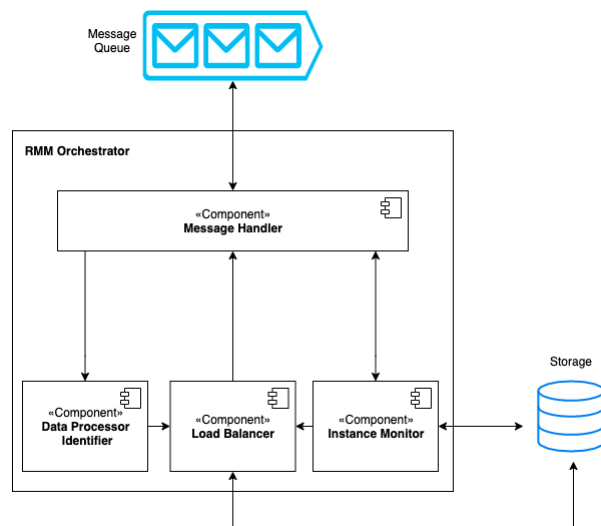 Message
Queue
RMM Orchestrator
«Component»
Message Handler
«Component»
Data Processor
Identifier
«Component»
Load Balancer
«Component»
Instance Monitor
Storage